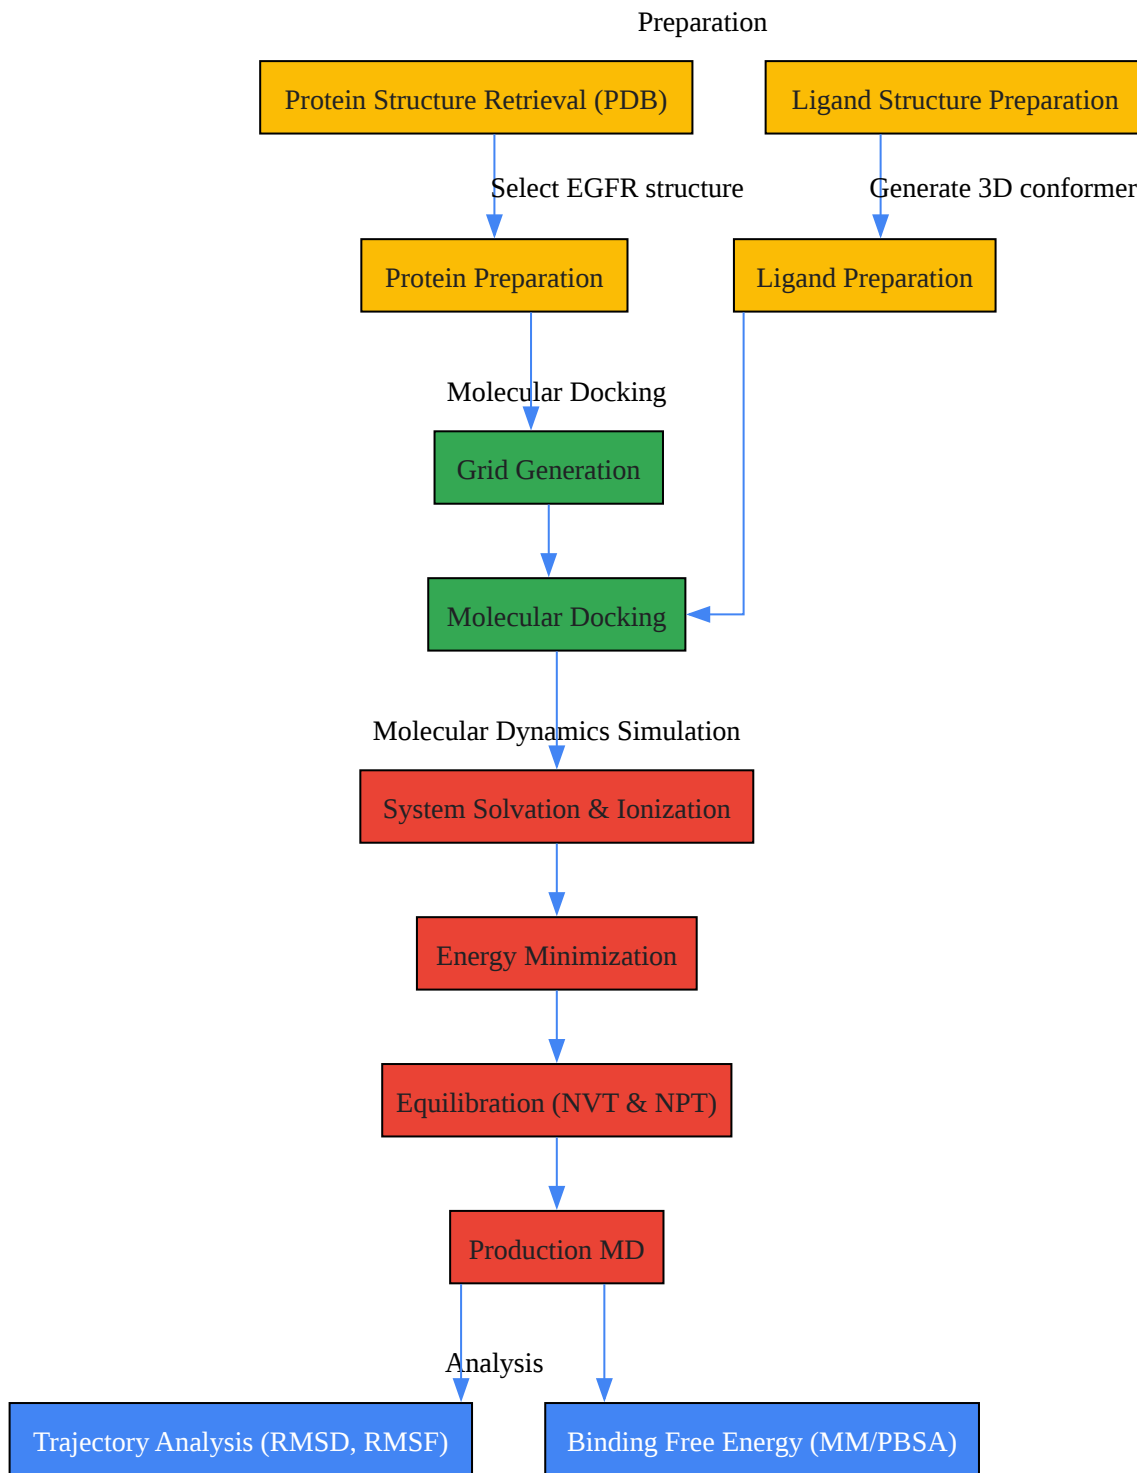 Preparation
Protein Structure Retrieval (PDB)
Ligand Structure Preparation
Select EGFR structure
Generate 3D conformer
Protein Preparation
Ligand Preparation
Molecular Docking
Grid Generation
Molecular Docking
Molecular Dynamics Simulation
System Solvation & Ionization
Energy Minimization
Equilibration (NVT & NPT)
Production MD
Analysis
Trajectory Analysis (RMSD, RMSF)
Binding Free Energy (MM/PBSA)